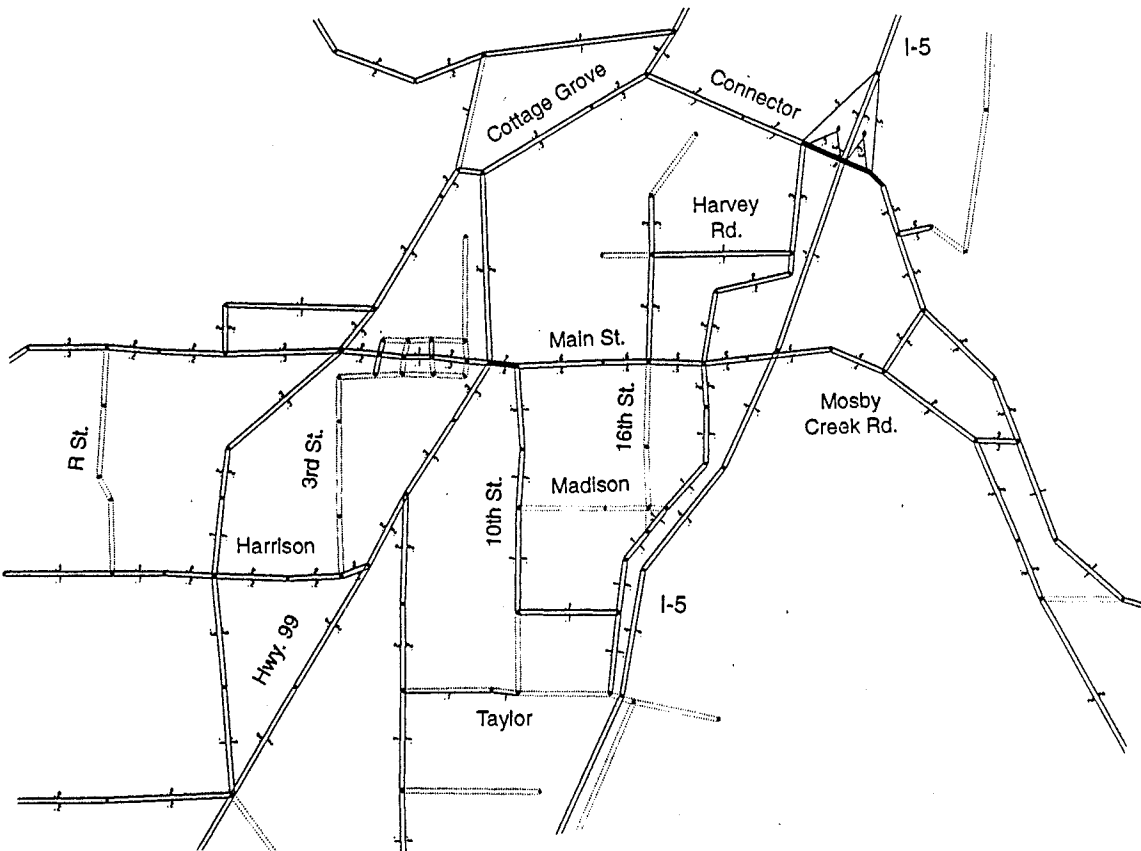 I-5
Connector
Cottage Grove
Harvey
Rd.
Main St.
16th St.
Mosby
Creek Rd.
R St.
3rd St.
Madison
10th St.
Harrison
I-5
Hwy. 99
Taylor